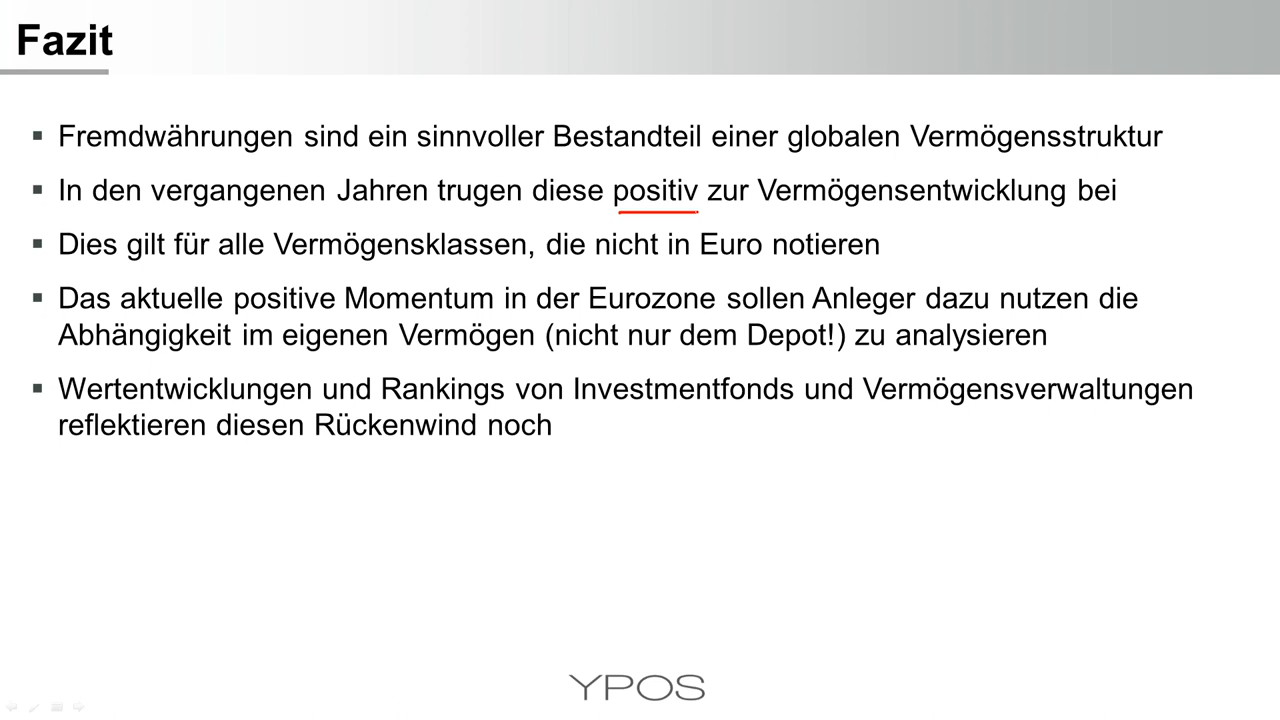 Fazit
Fremdwährungen sind ein sinnvoller Bestandteil einer globalen Vermögensstruktur
In den vergangenen Jahren trugen diese positiv zur Vermögensentwicklung bei
Dies gilt für alle Vermögensklassen, die nicht in Euro notieren
Das aktuelle positive Momentum in der Eurozone sollen Anleger dazu nutzen die
Abhängigkeit im eigenen Vermögen (nicht nur dem Depot!) zu analysieren
Wertentwicklungen und Rankings von Investmentfonds und Vermögensverwaltungen
reflektieren diesen Rückenwind noch
YPOS